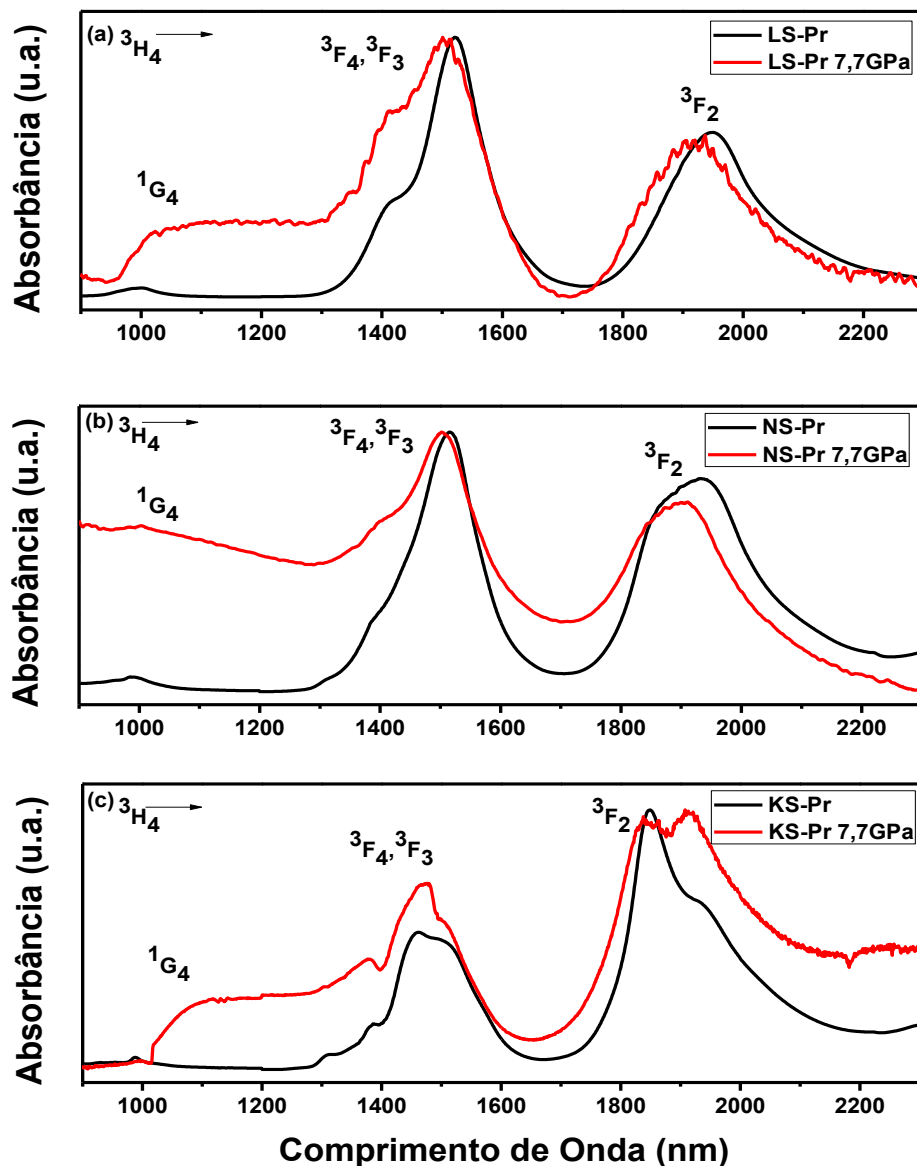 (a) ³H₄
³F₄, ³F₃
³F₂
¹G₄
LS-Pr
LS-Pr 7,7GPa
Absorbância (u.a.)
1000 1200 1400 1600 1800 2000 2200
(b) ³H₄
³F₄, ³F₃
³F₂
¹G₄
NS-Pr
NS-Pr 7,7GPa
Absorbância (u.a.)
1000 1200 1400 1600 1800 2000 2200
(c) ³H₄
³F₄, ³F₃
³F₂
¹G₄
KS-Pr
KS-Pr 7,7GPa
Absorbância (u.a.)
1000 1200 1400 1600 1800 2000 2200
Comprimento de Onda (nm)